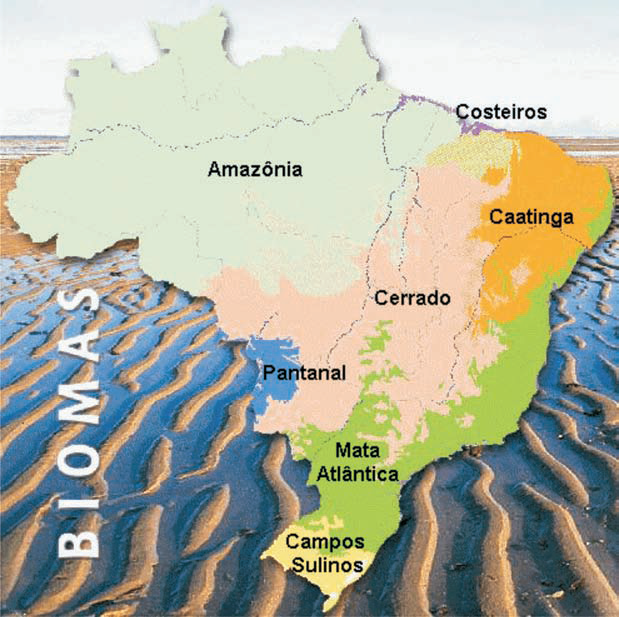 Costeiros
Amazônia
Caatinga
Cerrado
Pantanal
Mata
Atlântica
Campos
Sulinos
BIOMAS